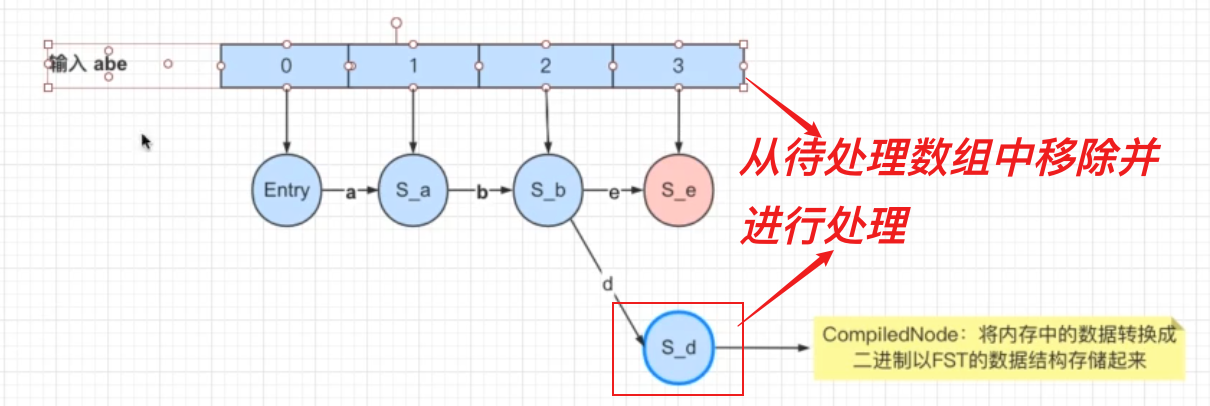 输入 abe
0
1
2
3
从待处理数组中移除并
进行处理
Entry
a
S_a
b
S_b
e
S_e
d
S_d
CompiledNode：将内存中的数据转换成
二进制以FST的数据结构存储起来